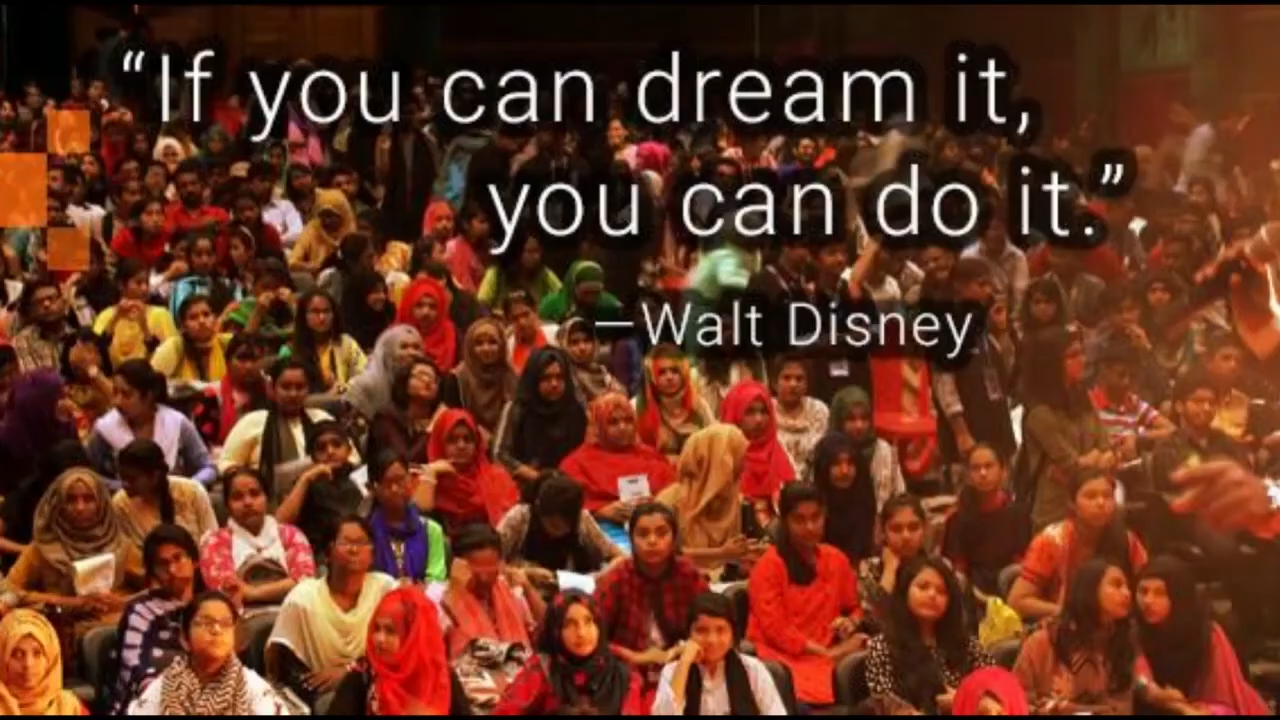 “If you can dream it,
you can do it.”
—Walt Disney